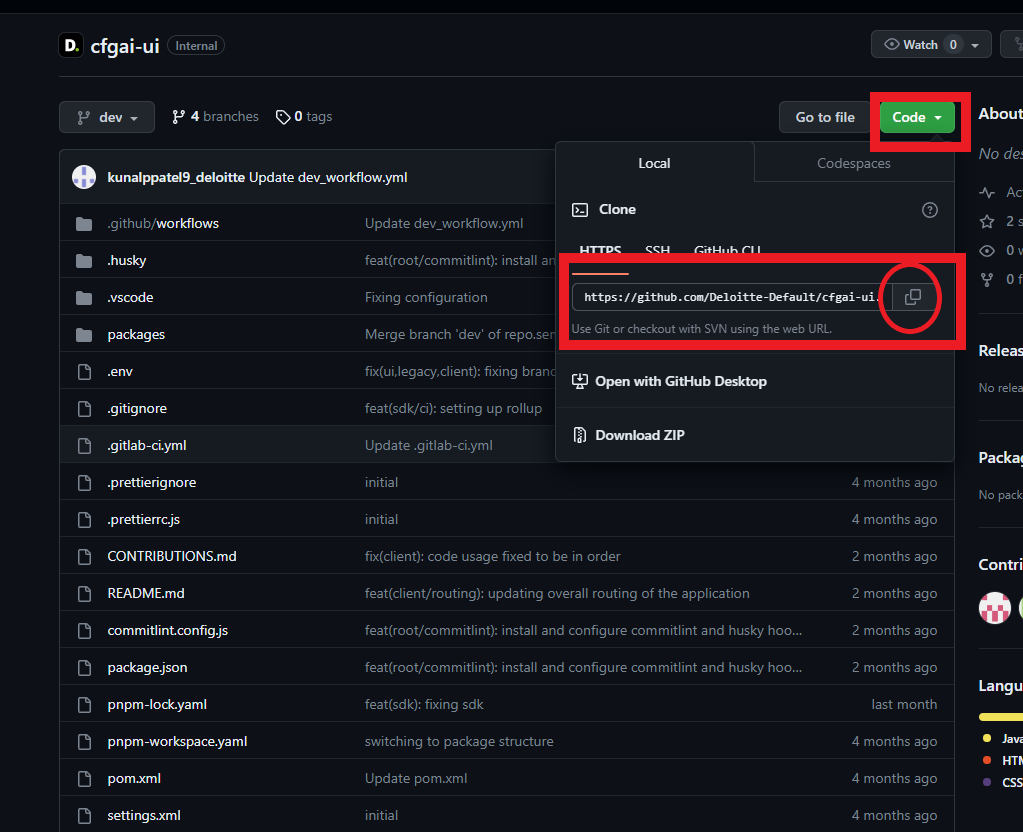 D. cfgai-ui Internal
Watch 0
dev
4 branches
0 tags
Go to file
Code
About
kunalppatel9_deloitte Update dev_workflow.yml
Local
Codespaces
Clone
HTTPS
SSH
GitHub CLI
https://github.com/Deloitte-Default/cfgai-ui.
Use Git or checkout with SVN using the web URL.
Open with GitHub Desktop
Download ZIP
.github/workflows
Update dev_workflow.yml
.husky
feat(root/commitlint): install an
.vscode
Fixing configuration
packages
Merge branch 'dev' of repo.ser
.env
fix(ui,legacy,client): fixing branc
.gitignore
feat(sdk/ci): setting up rollup
.gitlab-ci.yml
Update .gitlab-ci.yml
.prettierignore
initial
4 months ago
.prettierrc.js
initial
4 months ago
CONTRIBUTIONS.md
fix(client): code usage fixed to be in order
2 months ago
README.md
feat(client/routing): updating overall routing of the application
2 months ago
commitlint.config.js
feat(root/commitlint): install and configure commitlint and husky hoo...
2 months ago
package.json
feat(root/commitlint): install and configure commitlint and husky hoo...
2 months ago
pnpm-lock.yaml
feat(sdk): fixing sdk
last month
pnpm-workspace.yaml
switching to package structure
4 months ago
pom.xml
Update pom.xml
4 months ago
settings.xml
initial
4 months ago
No des
Act
2 s
0 w
0 f
Releas
No relea
Packag
No pack
Contri
Langu
Java
HTM
CSS